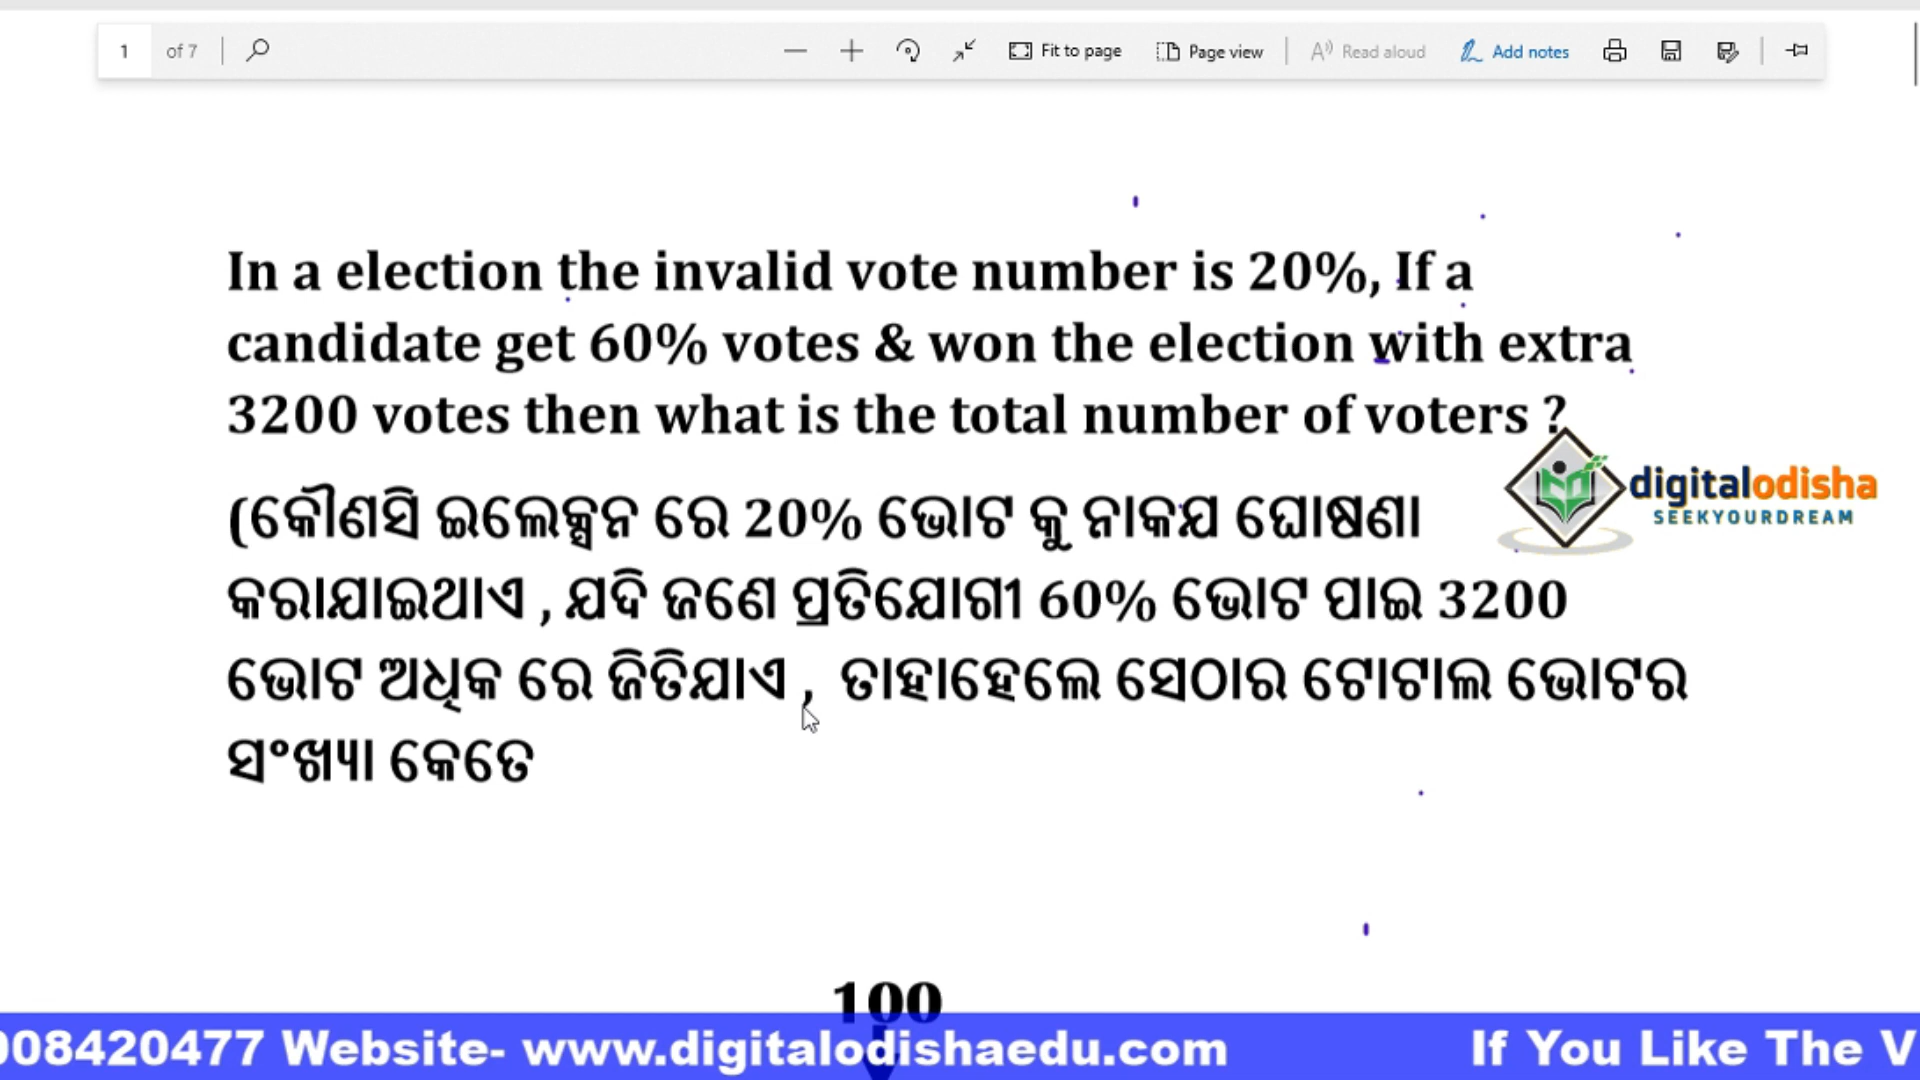 1 of 7 Fit to page Page view Read aloud Add notes
In a election the invalid vote number is 20%, If a
candidate get 60% votes & won the election with extra
3200 votes then what is the total number of voters ?
digitalodisha
SEEKYOURDREAM
(କୌଣସି ଇଲେକ୍ସନ ରେ 20% ଭୋଟ କୁ ନାକଯ ଘୋଷଣା
କରାଯାଇଥାଏ , ଯଦି ଜଣେ ପ୍ରତିଯୋଗୀ 60% ଭୋଟ ପାଇ 3200
ଭୋଟ ଅଧିକ ରେ ଜିତିଯାଏ , ତାହାହେଲେ ସେଠାର ଟୋଟାଲ ଭୋଟର
ସଂଖ୍ୟା କେତେ
100
008420477 Website- www.digitalodishaedu.com If You Like The V